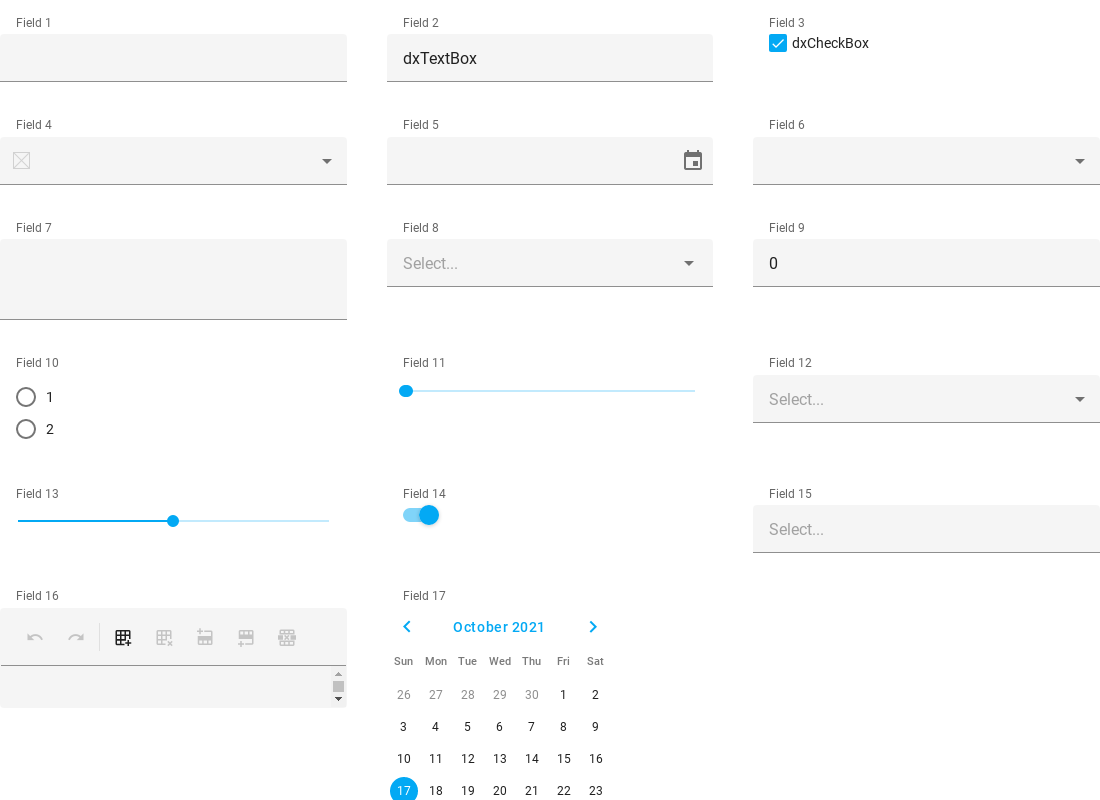 Field 1
Field 2
dxTextBox
Field 3
dxCheckBox
Field 4
Field 5
Field 6
Field 7
Field 8
Select...
Field 9
0
Field 10
1
2
Field 11
Field 12
Select...
Field 13
Field 14
Field 15
Select...
Field 16
Field 17
October 2021
Sun Mon Tue Wed Thu Fri Sat
26 27 28 29 30 1 2
3 4 5 6 7 8 9
10 11 12 13 14 15 16
17 18 19 20 21 22 23